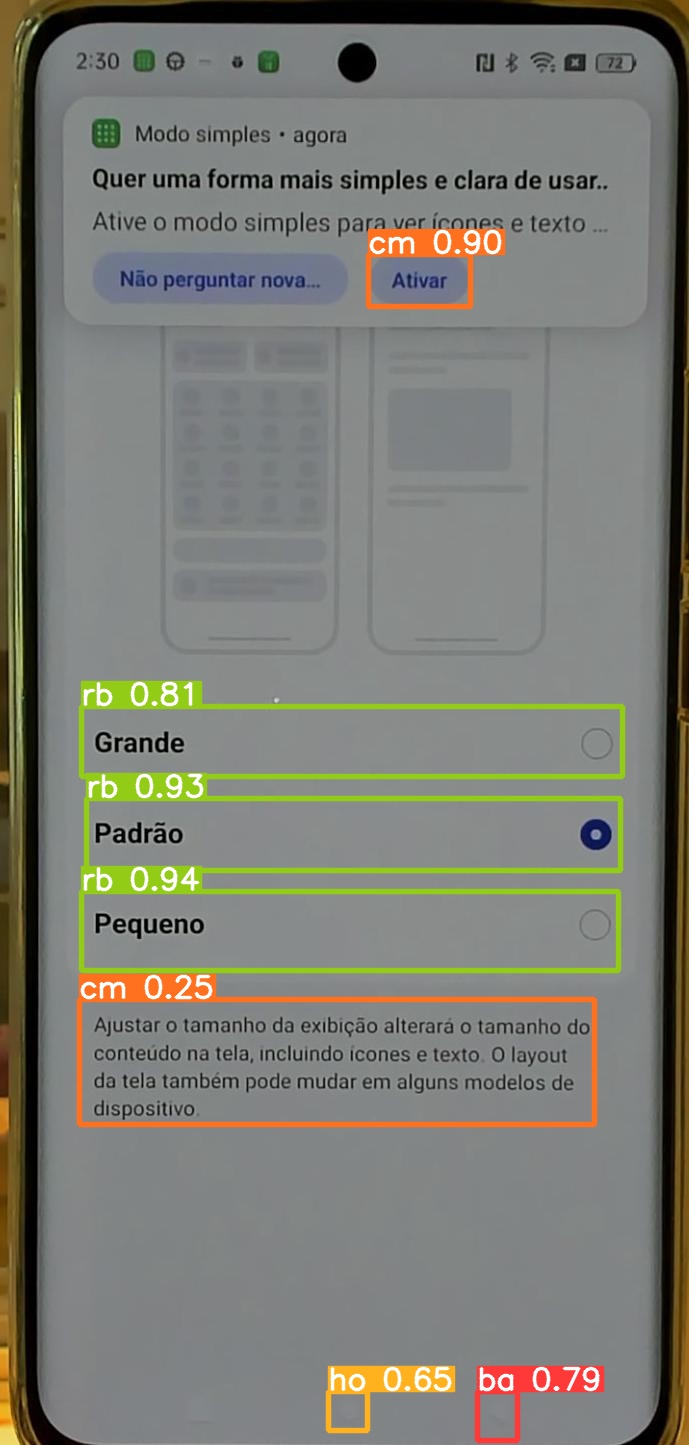 2:30 72
Modo simples • agora
Quer uma forma mais simples e clara de usar..
Ative o modo simples para ver ícones e texto ...
cm 0.90
Não perguntar nova... Ativar
rb 0.81
Grande
rb 0.93
Padrão
rb 0.94
Pequeno
cm 0.25
Ajustar o tamanho da exibição alterará o tamanho do
conteúdo na tela, incluindo ícones e texto. O layout
da tela também pode mudar em alguns modelos de
dispositivo.
ho 0.65 ba 0.79